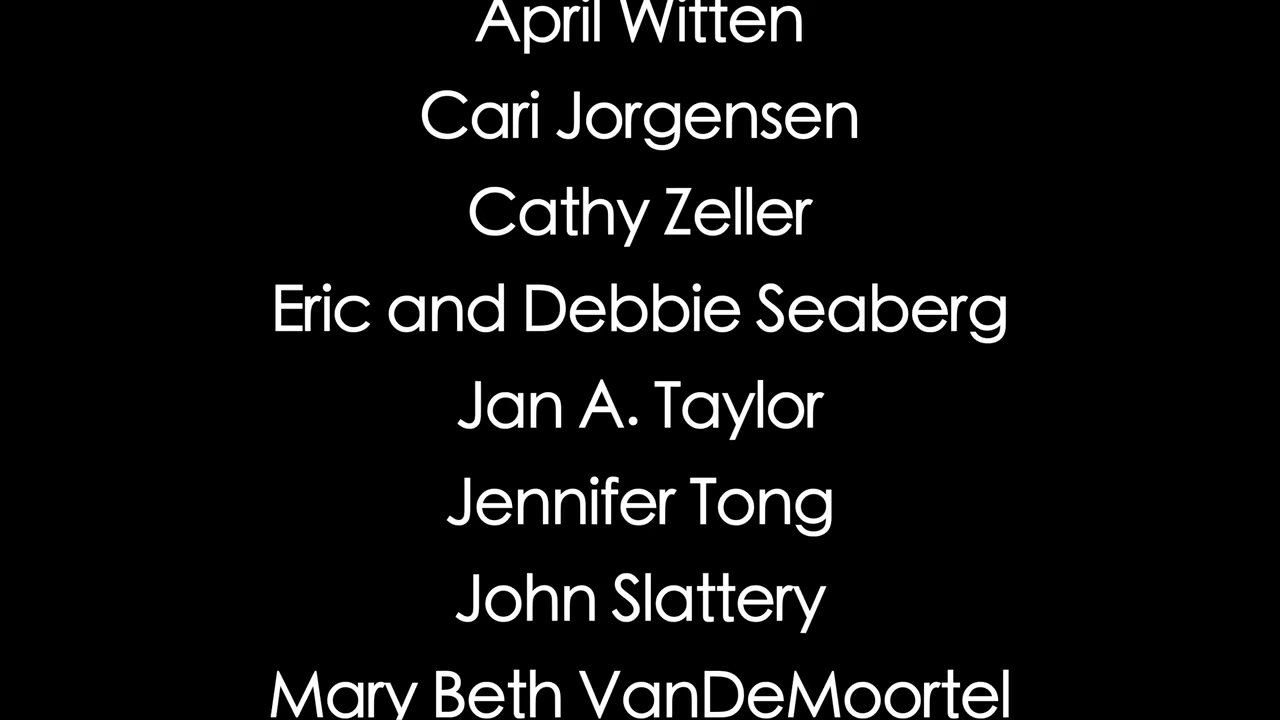 April Witten
Cari Jorgensen
Cathy Zeller
Eric and Debbie Seaberg
Jan A. Taylor
Jennifer Tong
John Slattery
Mary Beth VanDeMoortel